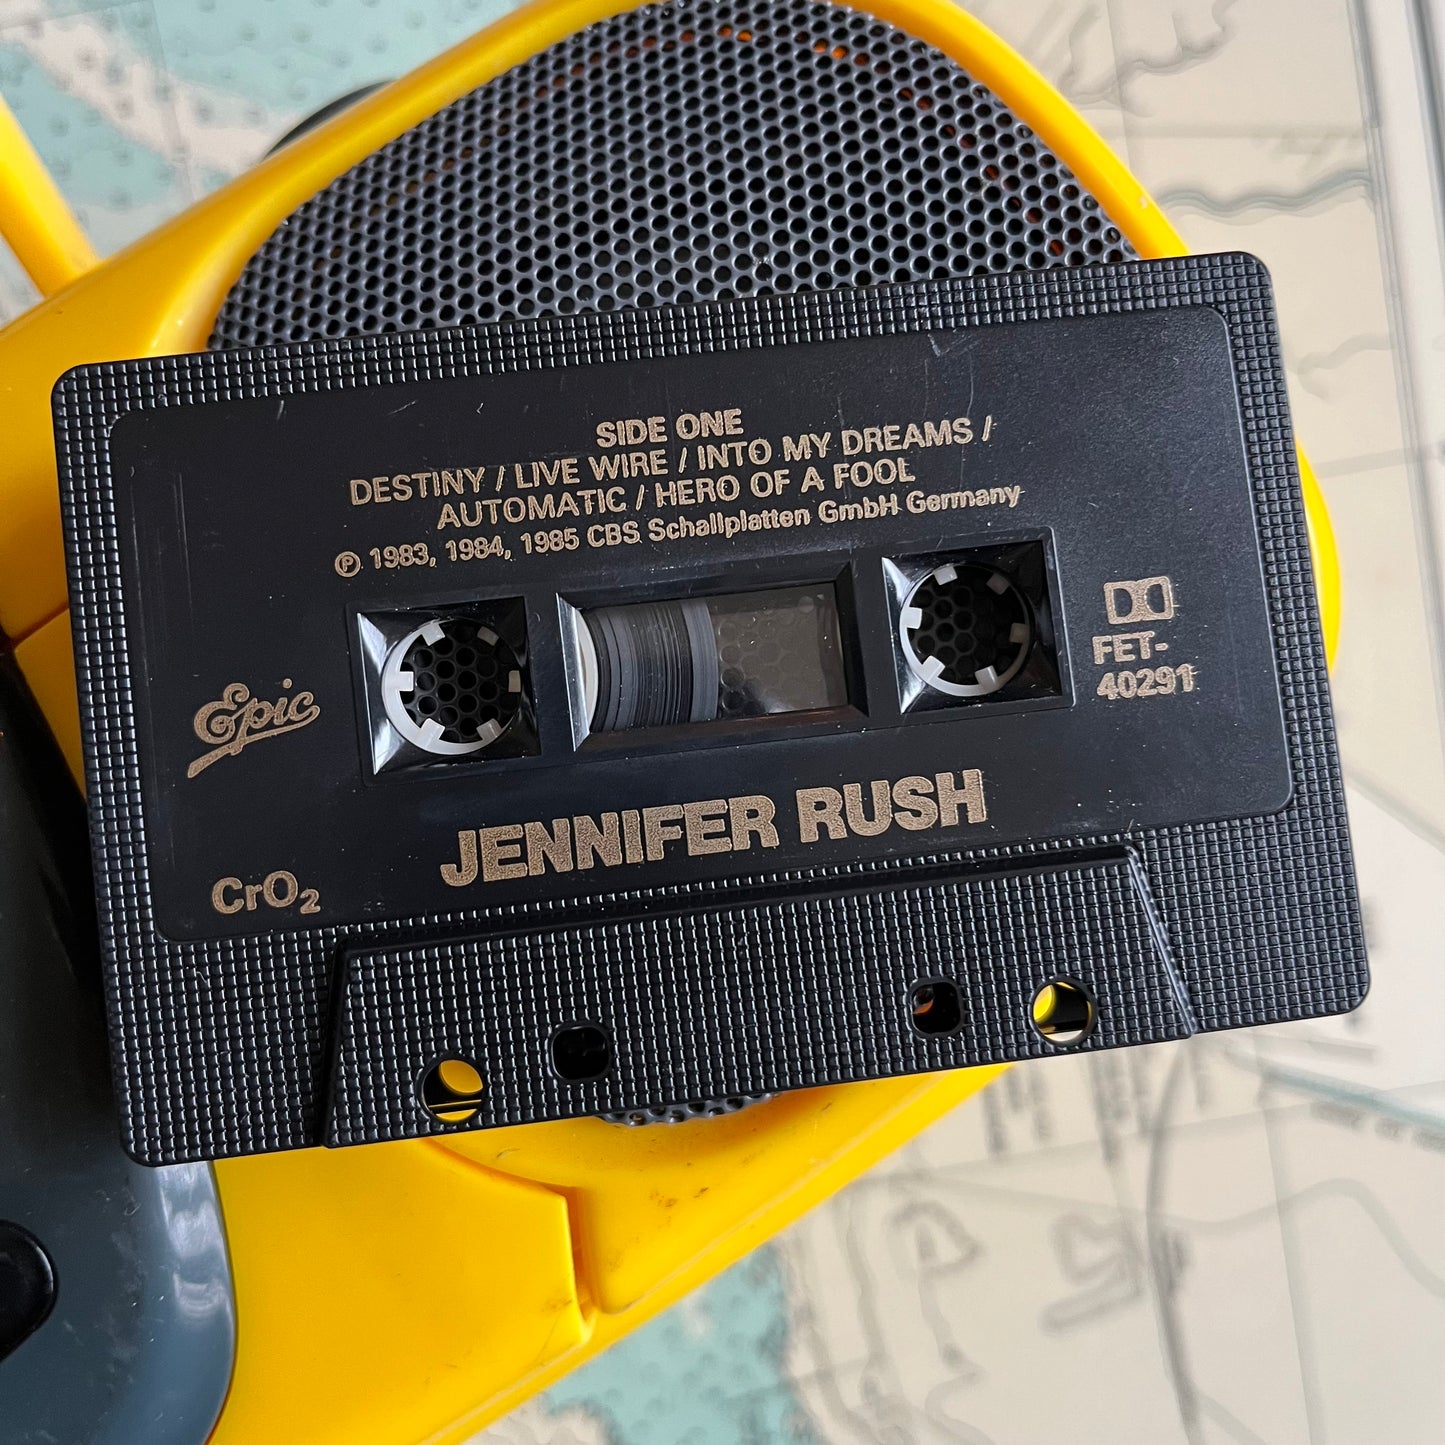 SIDE ONE
DESTINY / LIVE WIRE / INTO MY DREAMS /
AUTOMATIC / HERO OF A FOOL
℗ 1983, 1984, 1985 CBS Schallplatten GmbH Germany
Epic
FET-
40291
JENNIFER RUSH
CrO₂